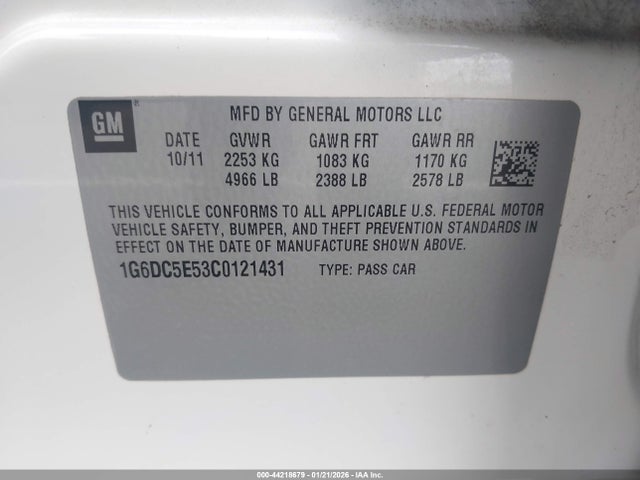 GM
MFD BY GENERAL MOTORS LLC
DATE GVWR GAWR FRT GAWR RR
10/11 2253 KG 1083 KG 1170 KG
4966 LB 2388 LB 2578 LB
THIS VEHICLE CONFORMS TO ALL APPLICABLE U.S. FEDERAL MOTOR
VEHICLE SAFETY, BUMPER, AND THEFT PREVENTION STANDARDS
IN EFFECT ON THE DATE OF MANUFACTURE SHOWN ABOVE.
1G6DC5E53C0121431 TYPE: PASS CAR
000-44218679 - 01/21/2026 - IAAI, Inc.